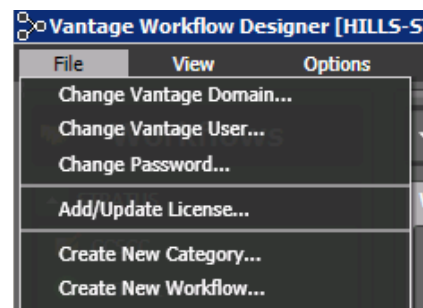 Vantage Workflow Designer [HILLS-S
File View Options
Change Vantage Domain...
Change Vantage User...
Change Password...
Add/Update License...
Create New Category...
Create New Workflow...